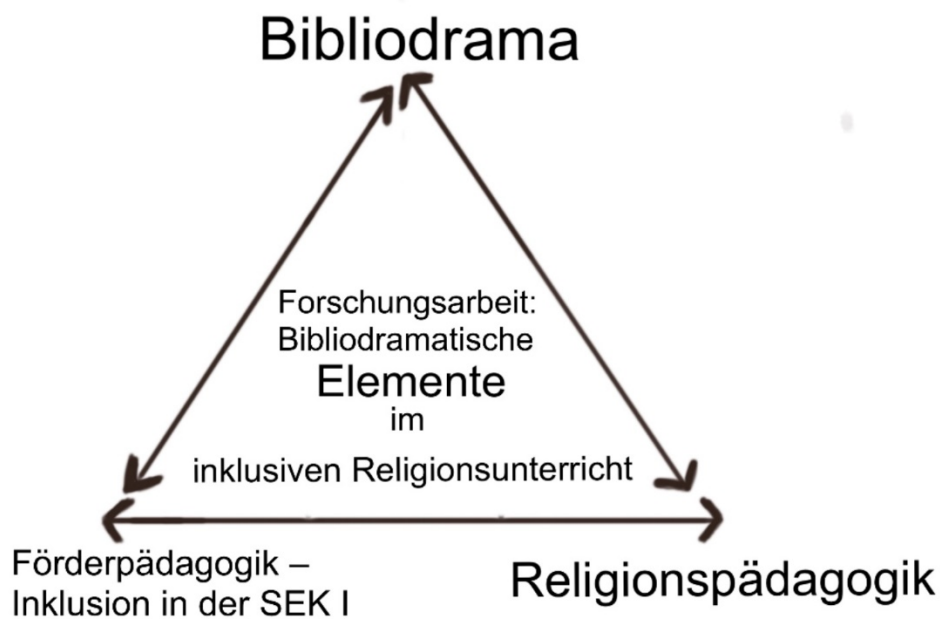 Bibliodrama
Forschungsarbeit:
Bibliodramatische
Elemente
im
inklusiven Religionsunterricht
Förderpädagogik –
Inklusion in der SEK I
Religionspädagogik